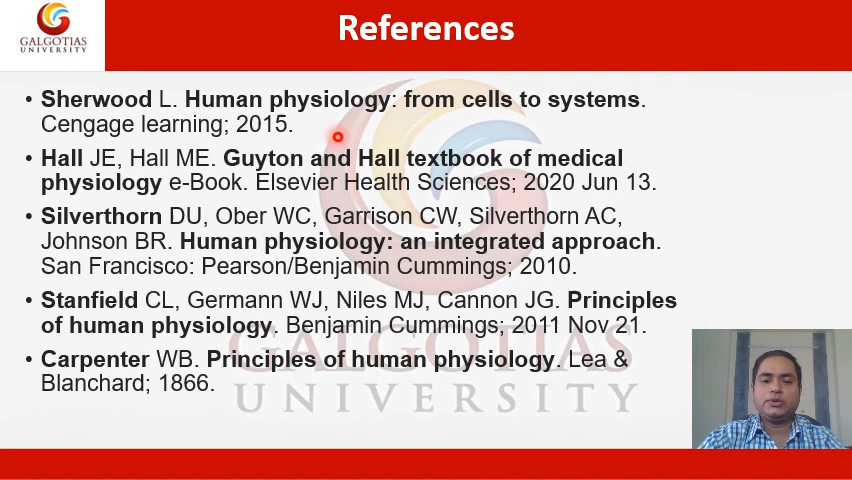 GALGOTIAS
UNIVERSITY
References
• Sherwood L. Human physiology: from cells to systems.
Cengage learning; 2015.
• Hall JE, Hall ME. Guyton and Hall textbook of medical
physiology e-Book. Elsevier Health Sciences; 2020 Jun 13.
• Silverthorn DU, Ober WC, Garrison CW, Silverthorn AC,
Johnson BR. Human physiology: an integrated approach.
San Francisco: Pearson/Benjamin Cummings; 2010.
• Stanfield CL, Germann WJ, Niles MJ, Cannon JG. Principles
of human physiology. Benjamin Cummings; 2011 Nov 21.
• Carpenter WB. Principles of human physiology. Lea &
Blanchard; 1866.
GALGOTIAS
UNIVERSITY